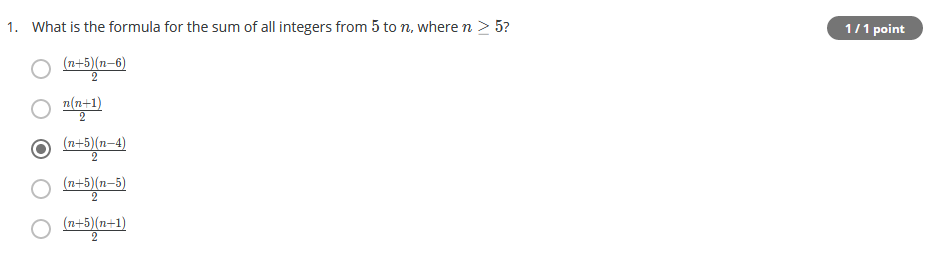 1. What is the formula for the sum of all integers from 5 to n, where n ≥ 5?
1 / 1 point
(n+5)(n−6)
2
n(n+1)
2
(n+5)(n−4)
2
(n+5)(n−5)
2
(n+5)(n+1)
2